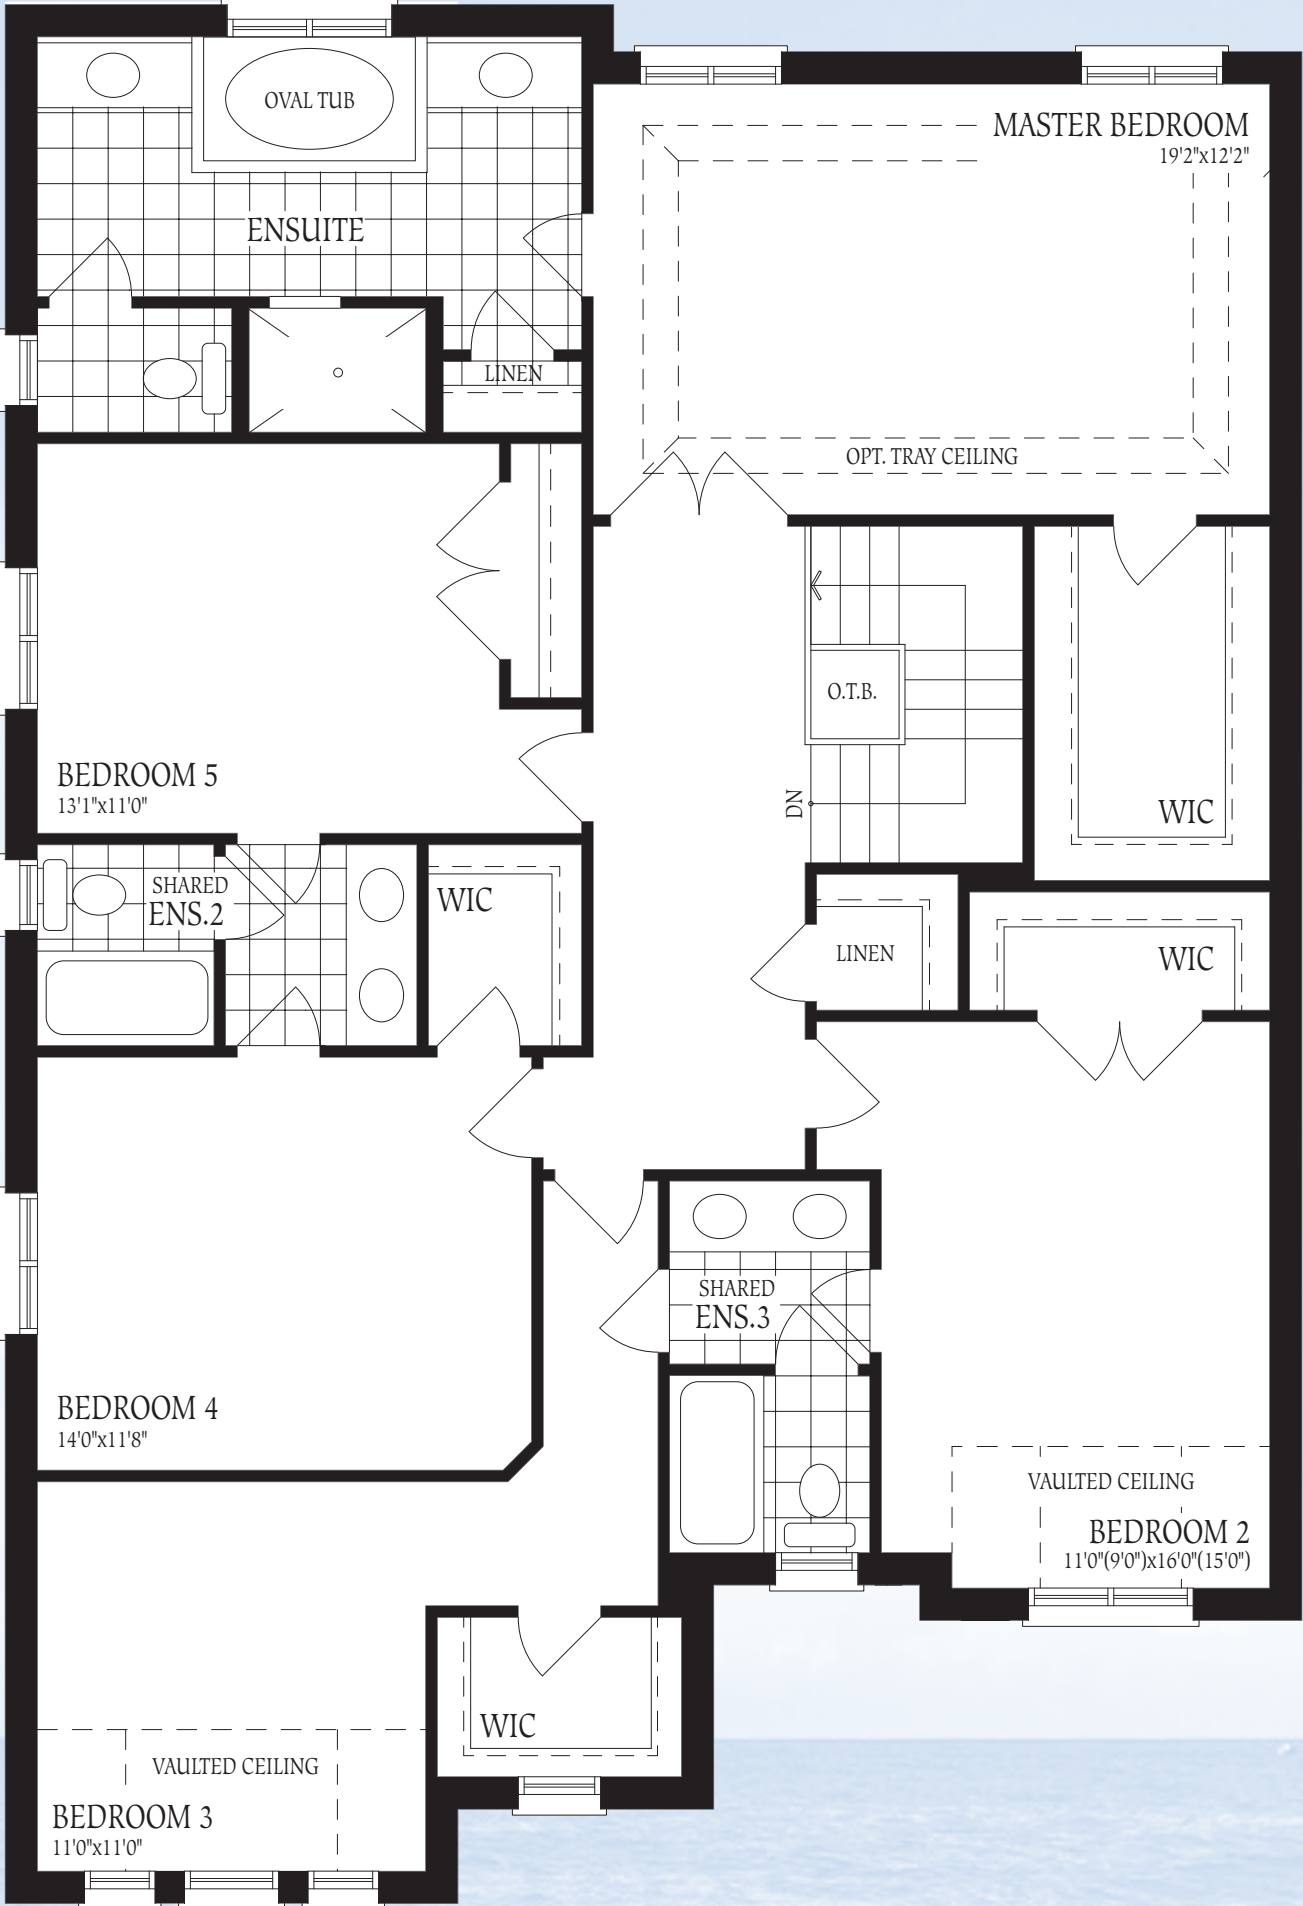 OVAL TUB
MASTER BEDROOM
19'2"x12'2"
ENSUITE
LINEN
OPT. TRAY CEILING
O.T.B.
BEDROOM 5
13'1"x11'0"
DN
WIC
SHARED
ENS.2
WIC
LINEN
WIC
SHARED
ENS.3
BEDROOM 4
14'0"x11'8"
VAULTED CEILING
BEDROOM 2
11'0"(9'0")x16'0"(15'0")
WIC
VAULTED CEILING
BEDROOM 3
11'0"x11'0"